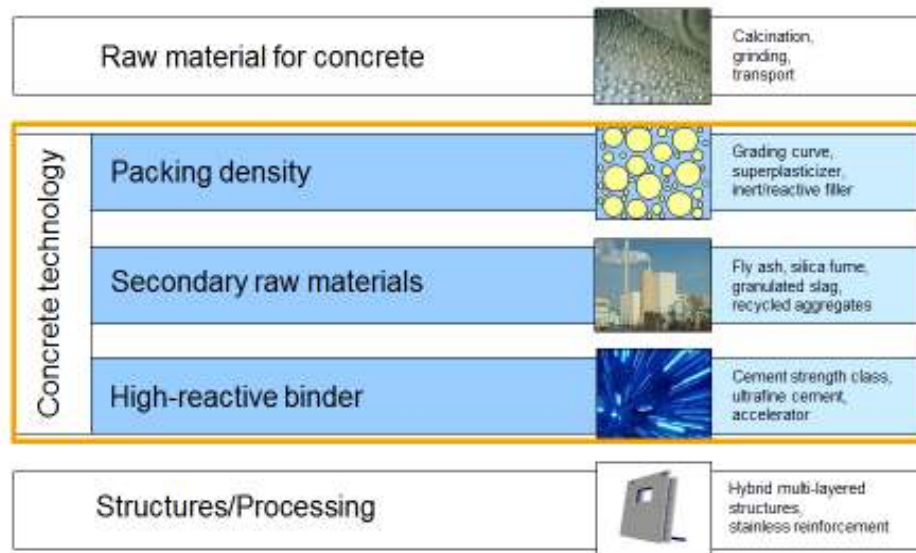 Raw material for concrete
Calcination,
grinding,
transport
Concrete technology
Packing density
Grading curve,
superplasticizer,
inert/reactive filler
Secondary raw materials
Fly ash, silica fume,
granulated slag,
recycled aggregates
High-reactive binder
Cement strength class,
ultrafine cement,
accelerator
Structures/Processing
Hybrid multi-layered
structures,
stainless reinforcement